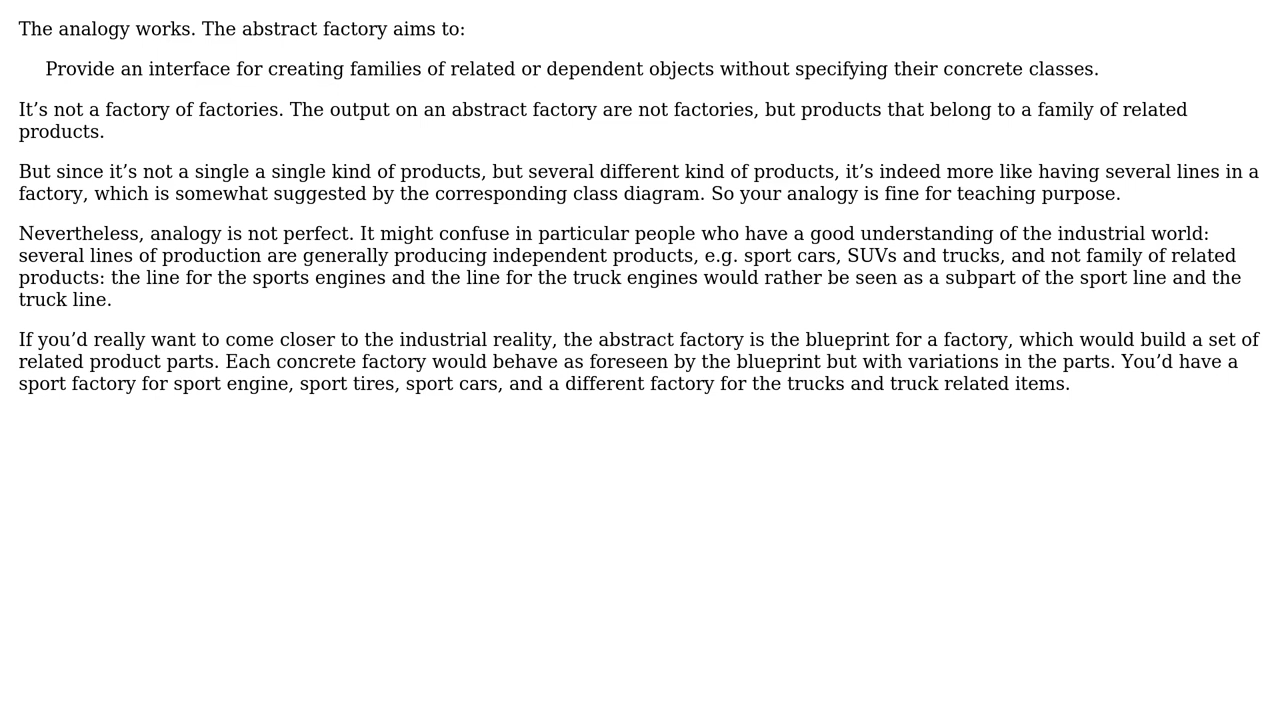 The analogy works. The abstract factory aims to:
Provide an interface for creating families of related or dependent objects without specifying their concrete classes.
It’s not a factory of factories. The output on an abstract factory are not factories, but products that belong to a family of related
products.
But since it’s not a single a single kind of products, but several different kind of products, it’s indeed more like having several lines in a
factory, which is somewhat suggested by the corresponding class diagram. So your analogy is fine for teaching purpose.
Nevertheless, analogy is not perfect. It might confuse in particular people who have a good understanding of the industrial world:
several lines of production are generally producing independent products, e.g. sport cars, SUVs and trucks, and not family of related
products: the line for the sports engines and the line for the truck engines would rather be seen as a subpart of the sport line and the
truck line.
If you’d really want to come closer to the industrial reality, the abstract factory is the blueprint for a factory, which would build a set of
related product parts. Each concrete factory would behave as foreseen by the blueprint but with variations in the parts. You’d have a
sport factory for sport engine, sport tires, sport cars, and a different factory for the trucks and truck related items.